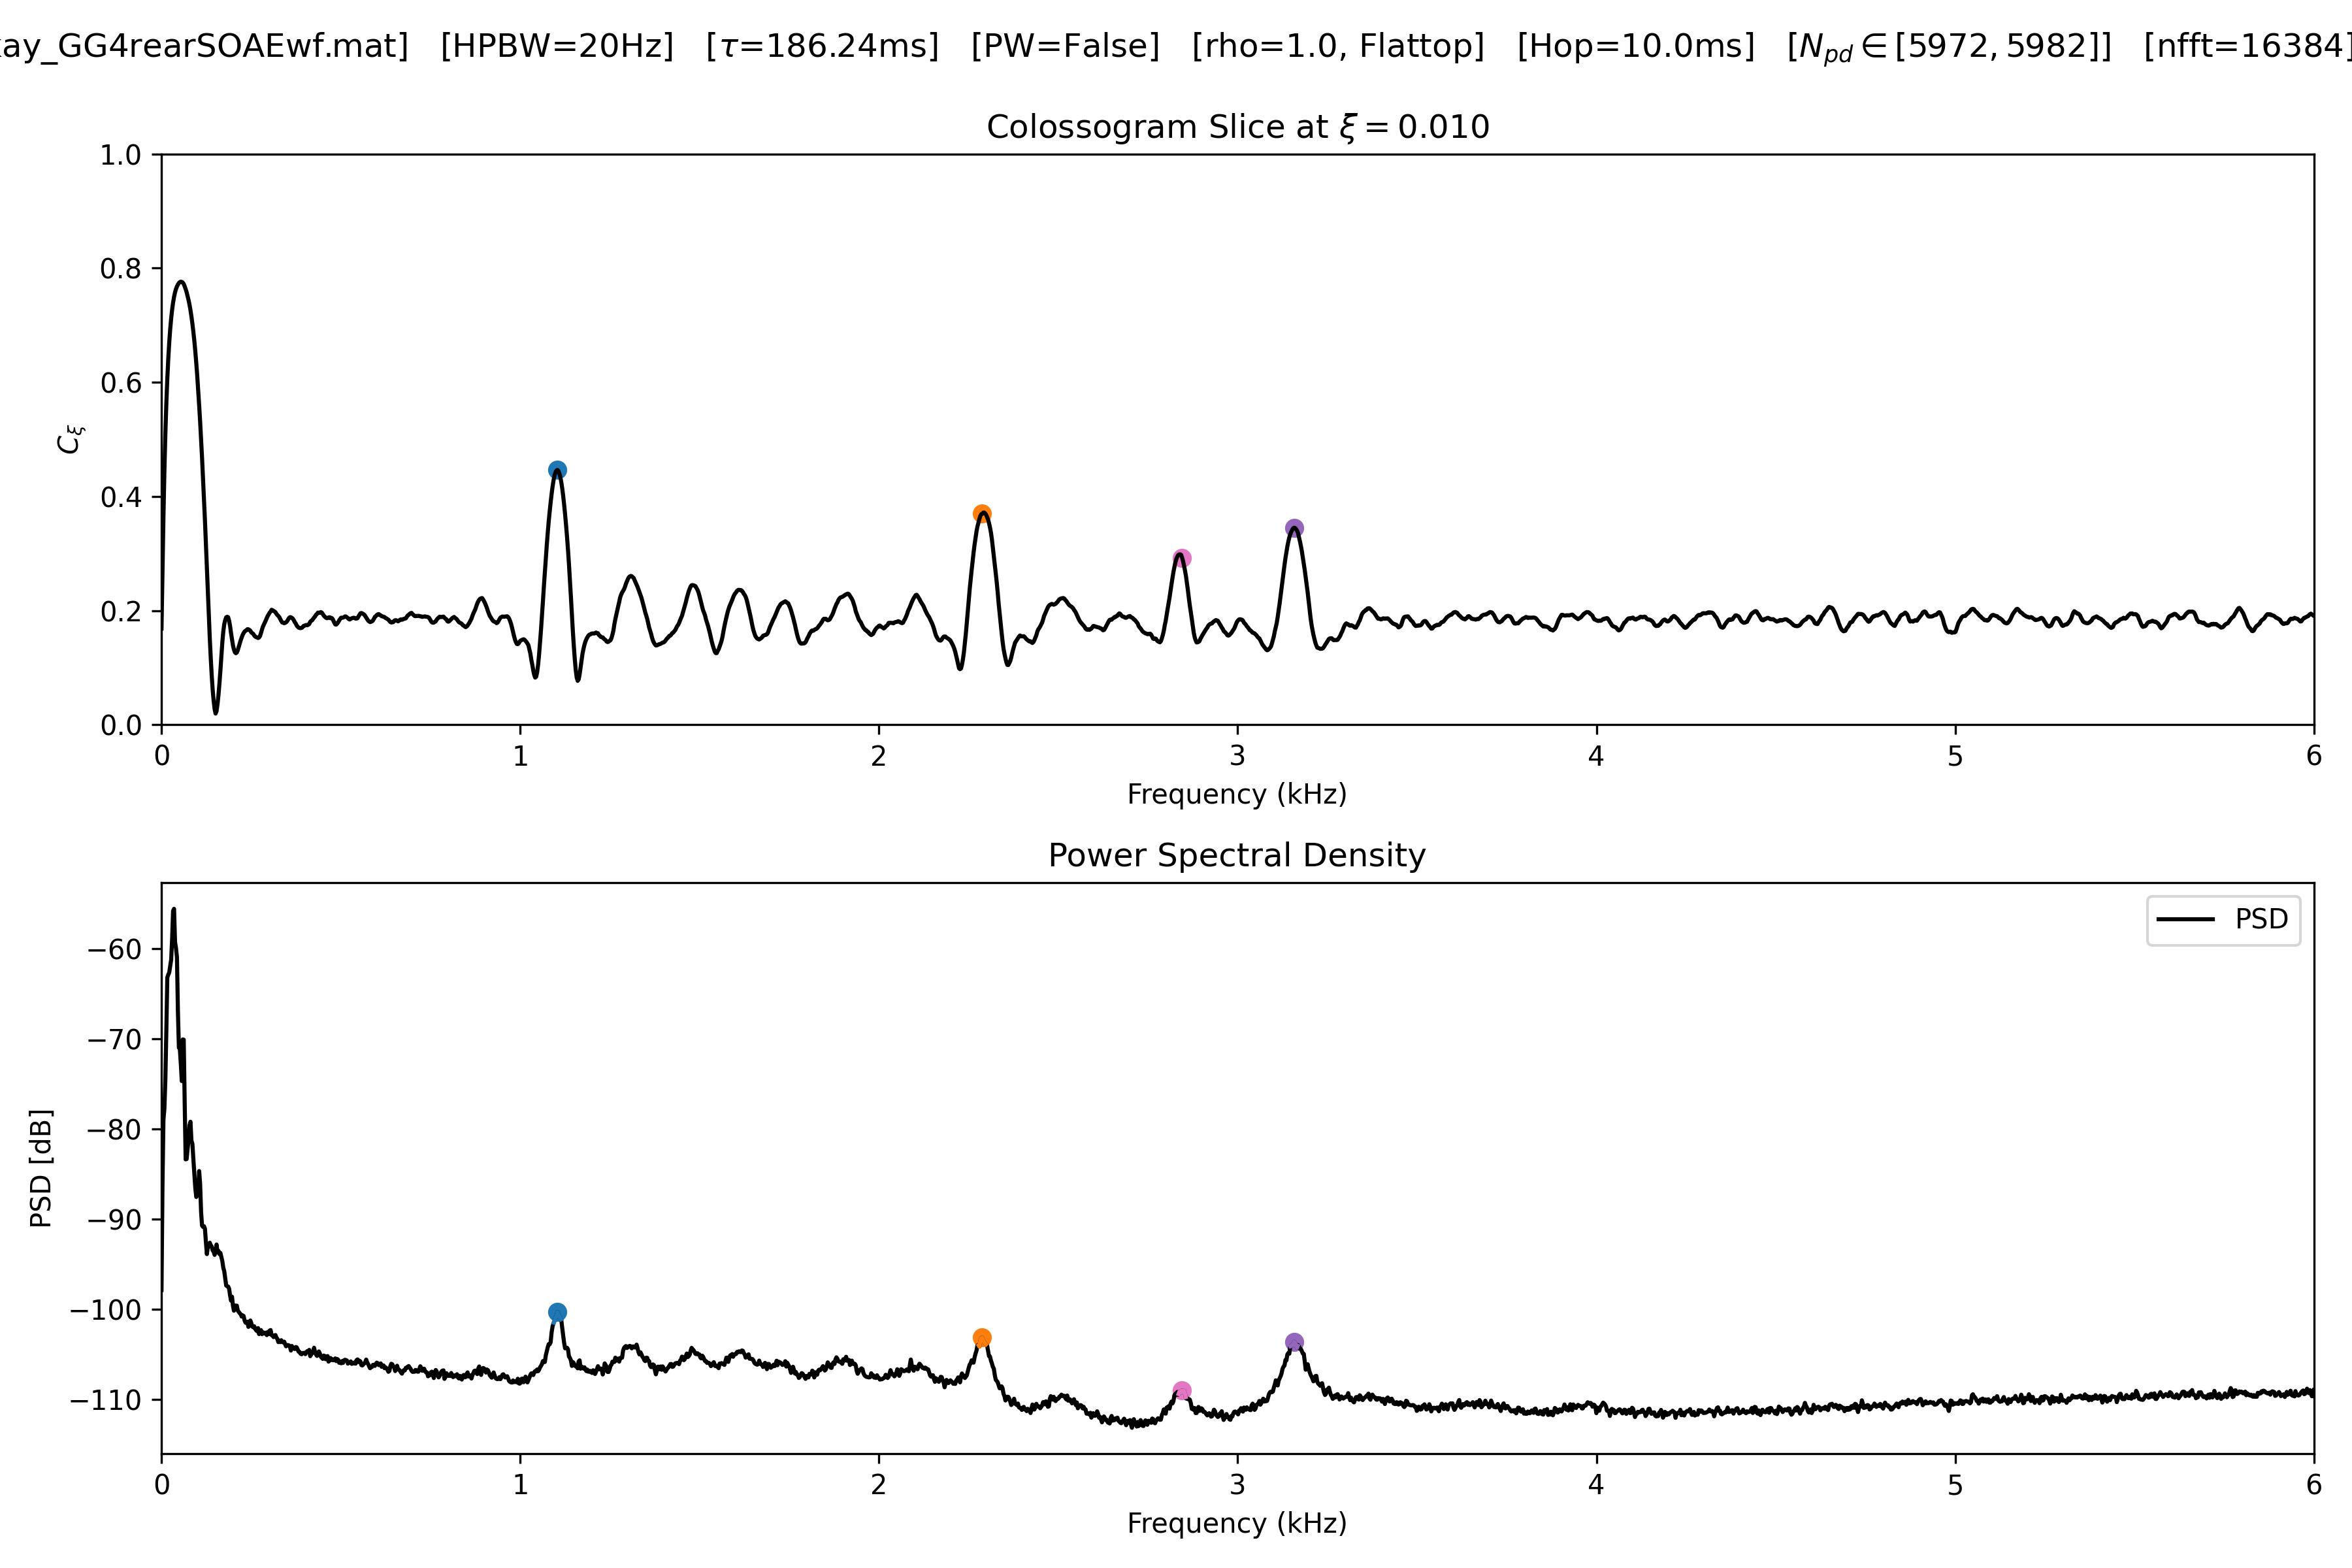 ay_GG4rearSOAEwf.mat] [HPBW=20Hz] [τ=186.24ms] [PW=False] [rho=1.0, Flattop] [Hop=10.0ms] [N_pd ∈ [5972, 5982]] [nfft=16384]
Colossogram Slice at ξ = 0.010
1.0
0.8
0.6
0.4
0.2
0.0
C_ξ
0 1 2 3 4 5 6
Frequency (kHz)
Power Spectral Density
PSD
−60
−70
−80
−90
−100
−110
PSD [dB]
0 1 2 3 4 5 6
Frequency (kHz)